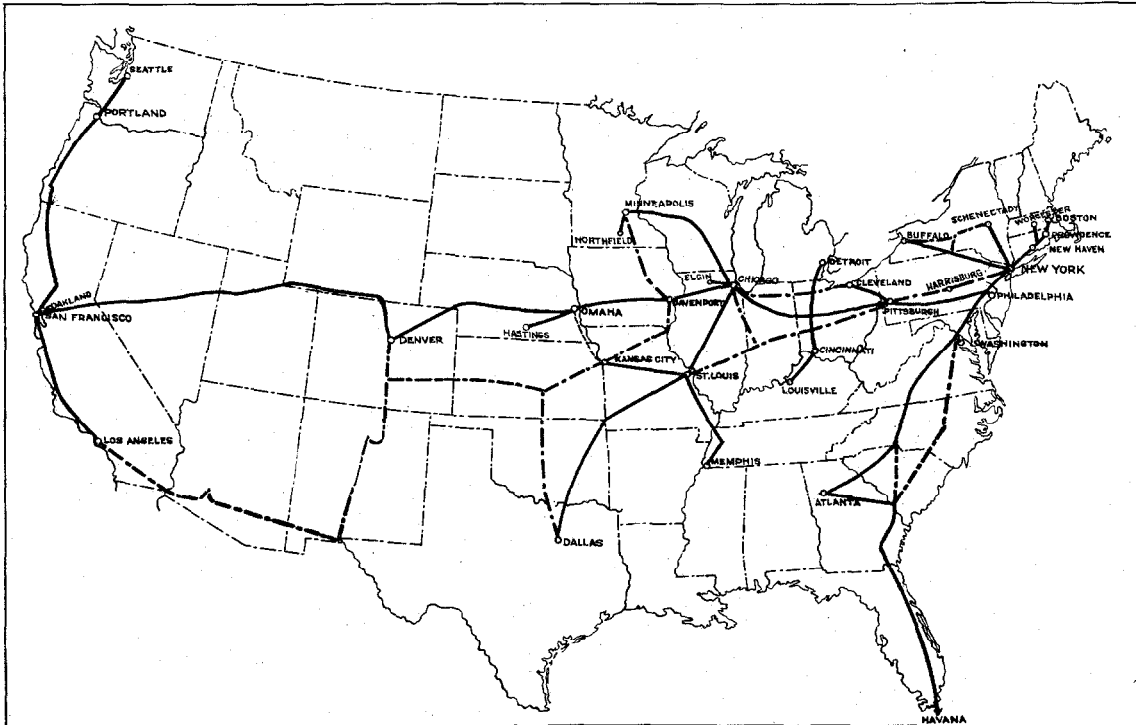 SEATTLE
PORTLAND
MINNEAPOLIS
NORTHFIELD
SCHENECTADY
WORCESTER
BOSTON
PROVIDENCE
BUFFALO
NEW HAVEN
DETROIT
NEW YORK
ELGIN
CHICAGO
CLEVELAND
HARRISBURG
PHILADELPHIA
OAKLAND
SAN FRANCISCO
DAVENPORT
OMAHA
PITTSBURGH
HASTINGS
DENVER
WASHINGTON
CINCINNATI
KANSAS CITY
ST. LOUIS
LOUISVILLE
LOS ANGELES
MEMPHIS
ATLANTA
DALLAS
HAVANA